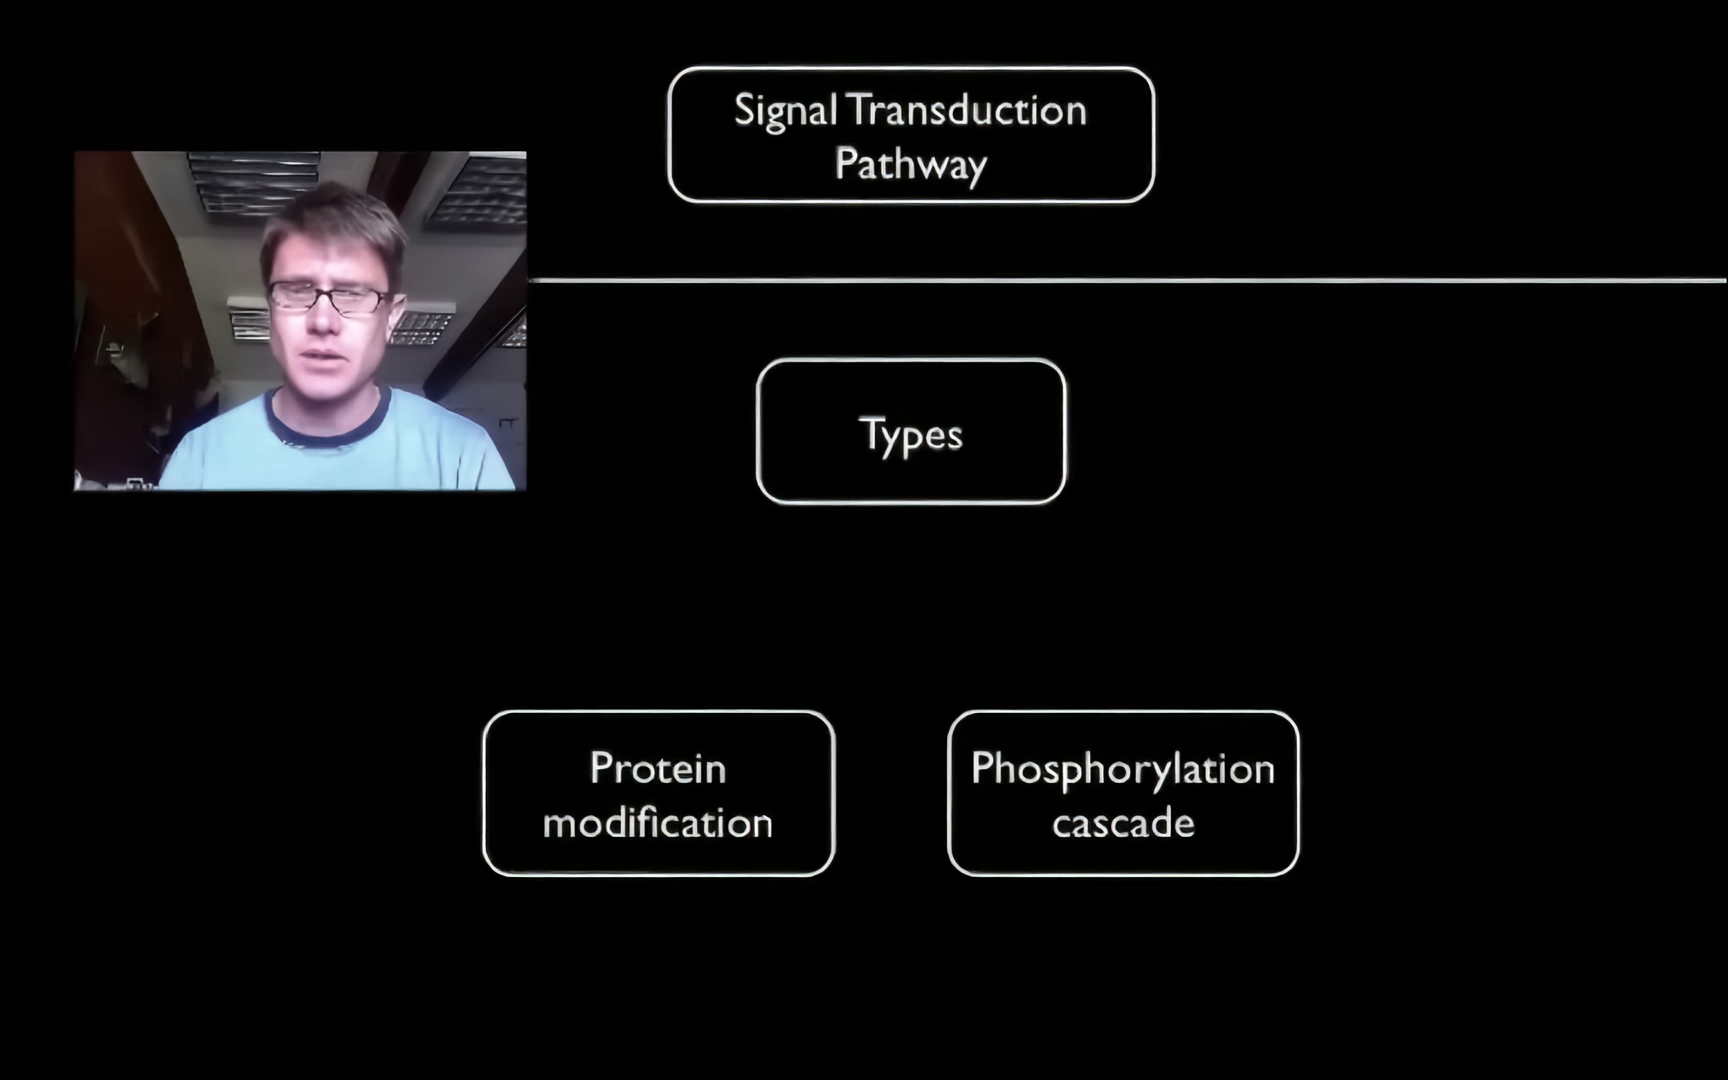 Signal Transduction
Pathway
Types
Protein
modification
Phosphorylation
cascade